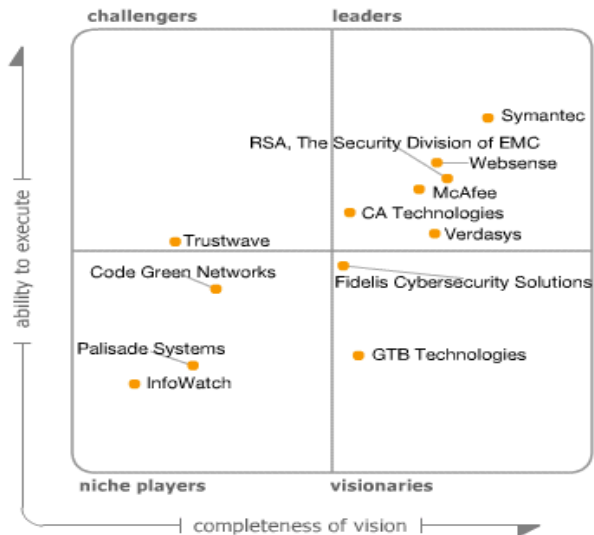 challengers
leaders
Symantec
RSA, The Security Division of EMC
Websense
McAfee
CA Technologies
Verdasys
Trustwave
Code Green Networks
Fidelis Cybersecurity Solutions
Palisade Systems
GTB Technologies
InfoWatch
niche players
visionaries
ability to execute
completeness of vision